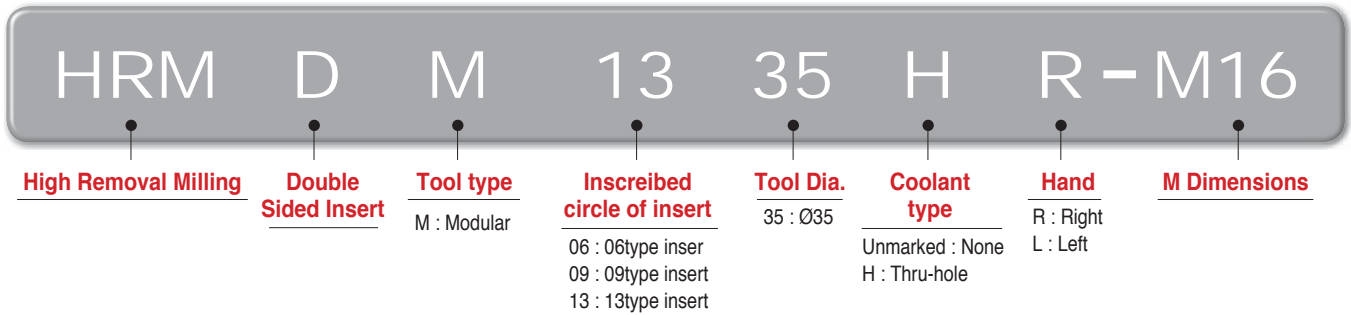 HRM D M 13 35 H R - M16
High Removal Milling
Double
Sided Insert
Tool type
M : Modular
Inscreibed
circle of insert
06 : 06type inser
09 : 09type insert
13 : 13type insert
Tool Dia.
35 : Ø35
Coolant
type
Unmarked : None
H : Thru-hole
Hand
R : Right
L : Left
M Dimensions